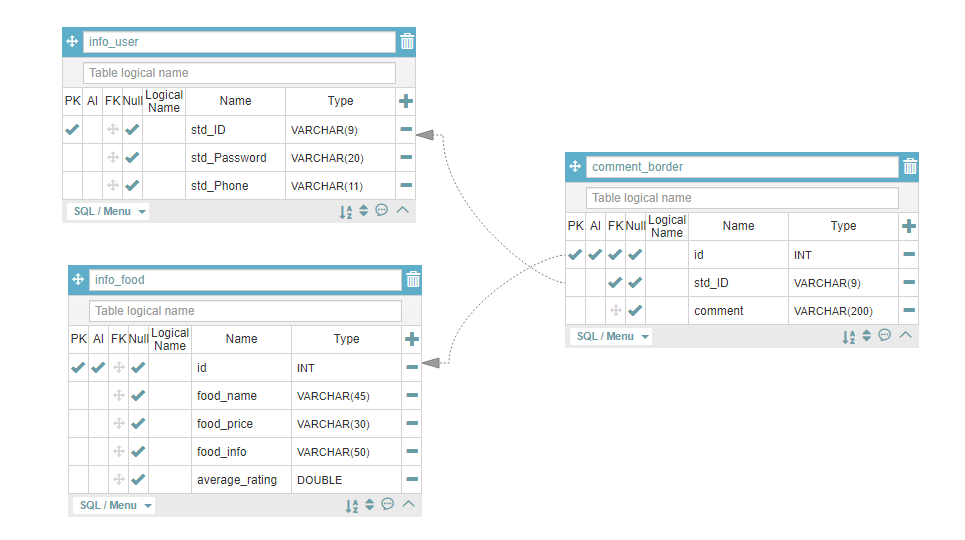 info_user
Table logical name
PK AI FK Null Logical Name Name Type
std_ID VARCHAR(9)
std_Password VARCHAR(20)
std_Phone VARCHAR(11)
SQL / Menu
comment_border
Table logical name
PK AI FK Null Logical Name Name Type
id INT
std_ID VARCHAR(9)
comment VARCHAR(200)
SQL / Menu
info_food
Table logical name
PK AI FK Null Logical Name Name Type
id INT
food_name VARCHAR(45)
food_price VARCHAR(30)
food_info VARCHAR(50)
average_rating DOUBLE
SQL / Menu